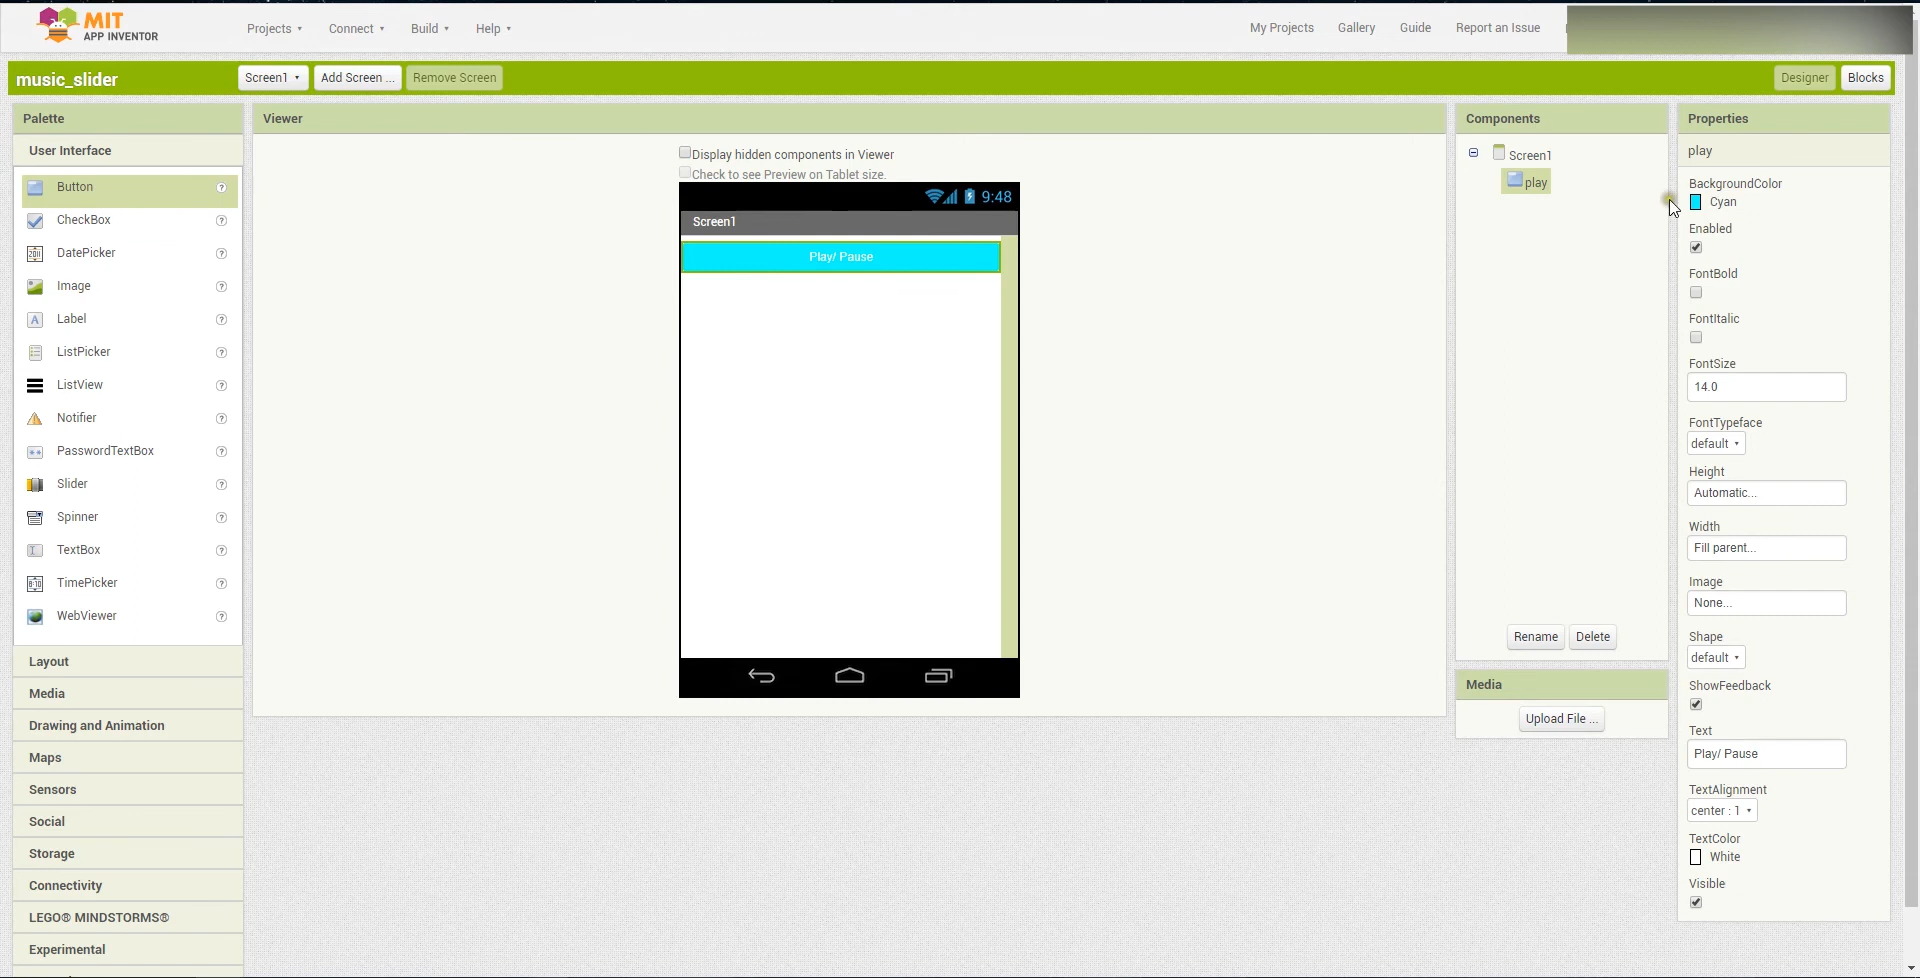 MIT
APP INVENTOR
Projects
Connect
Build
Help
My Projects
Gallery
Guide
Report an Issue
music_slider
Screen1
Add Screen ...
Remove Screen
Designer
Blocks
Palette
User Interface
Button
CheckBox
DatePicker
Image
Label
ListPicker
ListView
Notifier
PasswordTextBox
Slider
Spinner
TextBox
TimePicker
WebViewer
Layout
Media
Drawing and Animation
Maps
Sensors
Social
Storage
Connectivity
LEGO® MINDSTORMS®
Experimental
Viewer
Display hidden components in Viewer
Check to see Preview on Tablet size.
9:48
Screen1
Play/ Pause
Components
Screen1
play
Rename
Delete
Media
Upload File ...
Properties
play
BackgroundColor
Cyan
Enabled
FontBold
FontItalic
FontSize
14.0
FontTypeface
default
Height
Automatic...
Width
Fill parent...
Image
None...
Shape
default
ShowFeedback
Text
Play/ Pause
TextAlignment
center : 1
TextColor
White
Visible